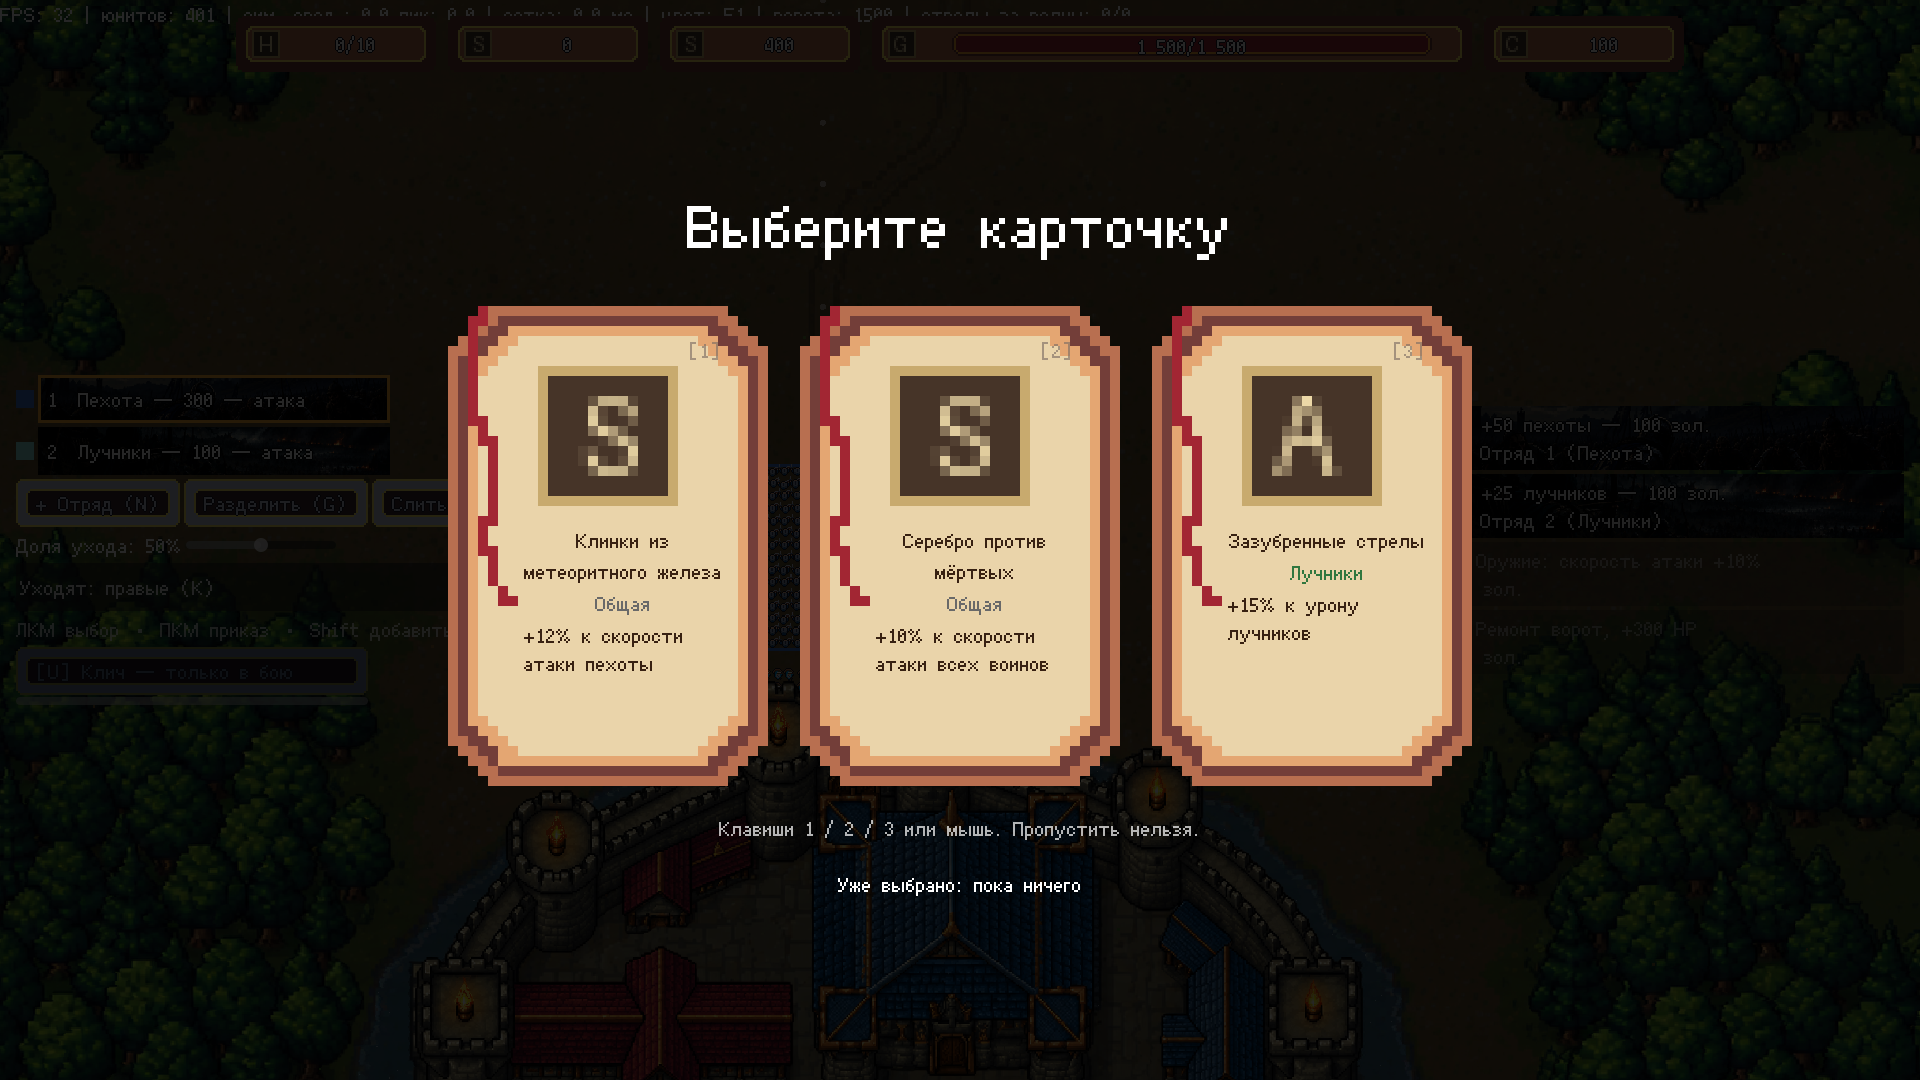 FPS: 32 | юнитов: 401
H 0/10 S 0 S 400 G 1 500/1 500 C 100
Выберите карточку
[1] [2] [3]
S S A
Клинки из
метеоритного железа
Общая
+12% к скорости
атаки пехоты
Серебро против
мёртвых
Общая
+10% к скорости
атаки всех воинов
Зазубренные стрелы
Лучники
+15% к урону
лучников
1 Пехота — 300 — атака
2 Лучники — 100 — атака
+ Отряд (N) Разделить (G) Слить
Доля ухода: 50%
Уходят: правые (K)
ЛКМ выбор · ПКМ приказ · Shift добавить
[U] Клич — только в бою
+50 пехоты — 100 зол.
Отряд 1 (Пехота)
+25 лучников — 100 зол.
Отряд 2 (Лучники)
Оружие: скорость атаки +10%
зол.
Ремонт ворот, +300 HP
зол.
Клавиши 1 / 2 / 3 или мышь. Пропустить нельзя.
Уже выбрано: пока ничего